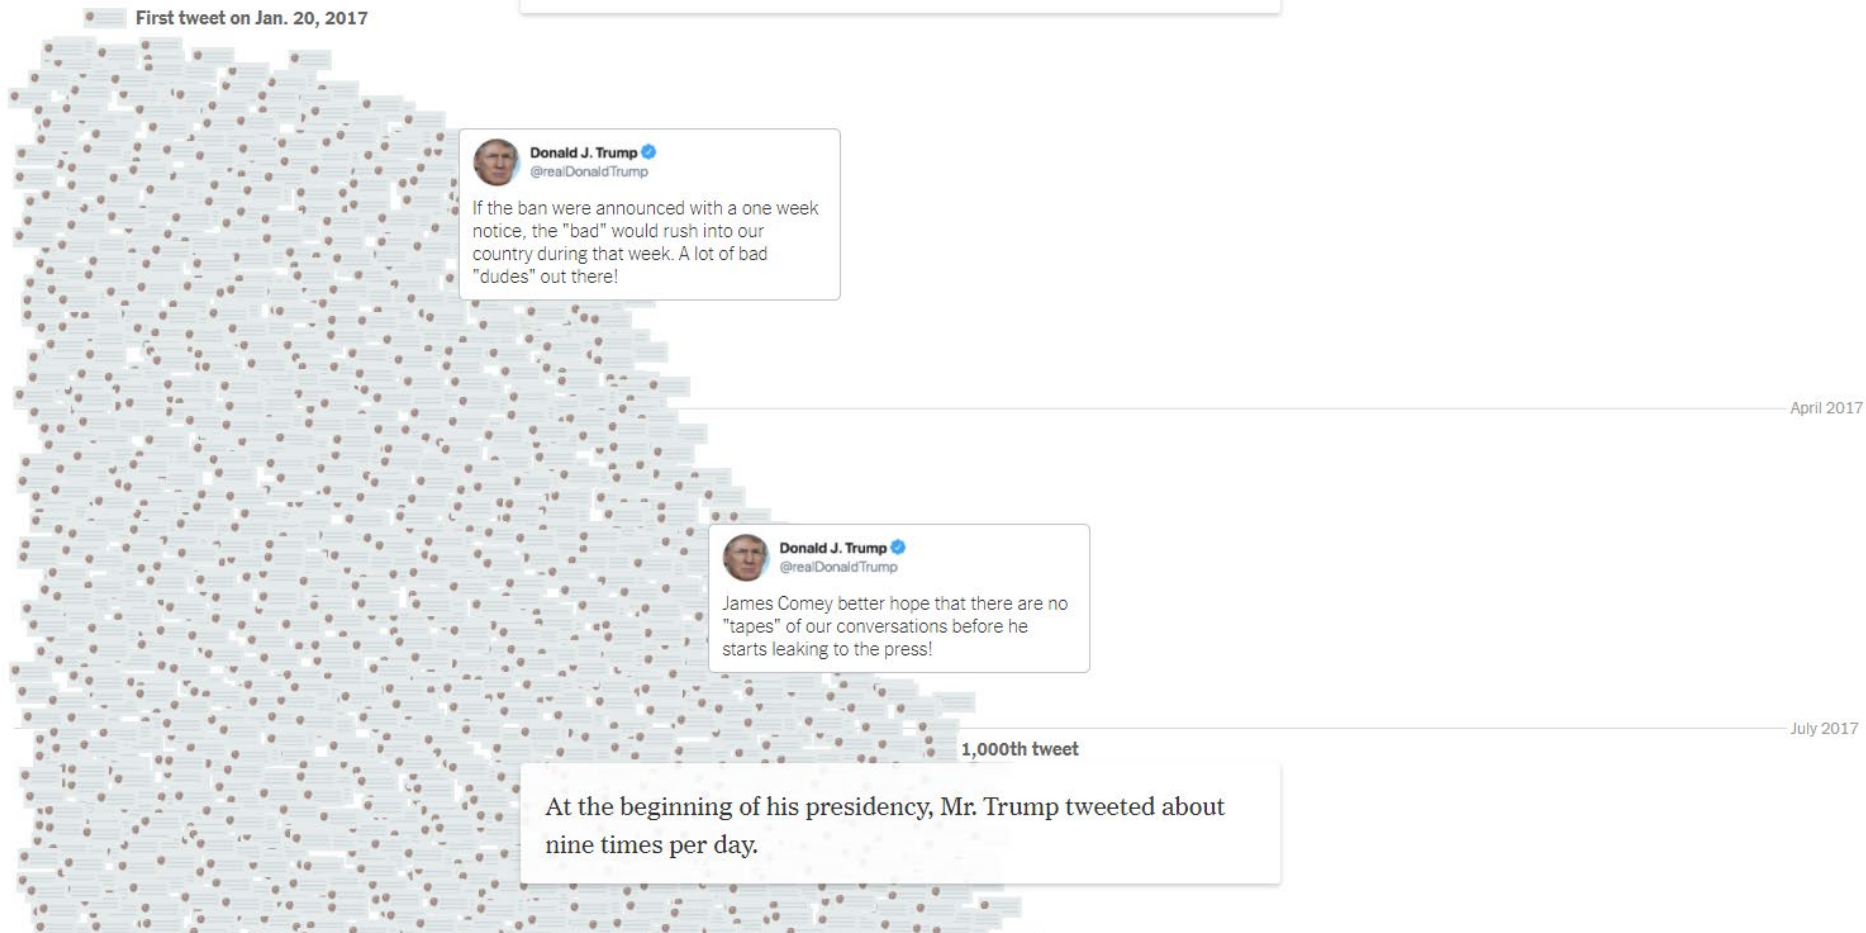 First tweet on Jan. 20, 2017
Donald J. Trump
@realDonaldTrump
If the ban were announced with a one week
notice, the "bad" would rush into our
country during that week. A lot of bad
"dudes" out there!
April 2017
Donald J. Trump
@realDonaldTrump
James Comey better hope that there are no
"tapes" of our conversations before he
starts leaking to the press!
July 2017
1,000th tweet
At the beginning of his presidency, Mr. Trump tweeted about
nine times per day.